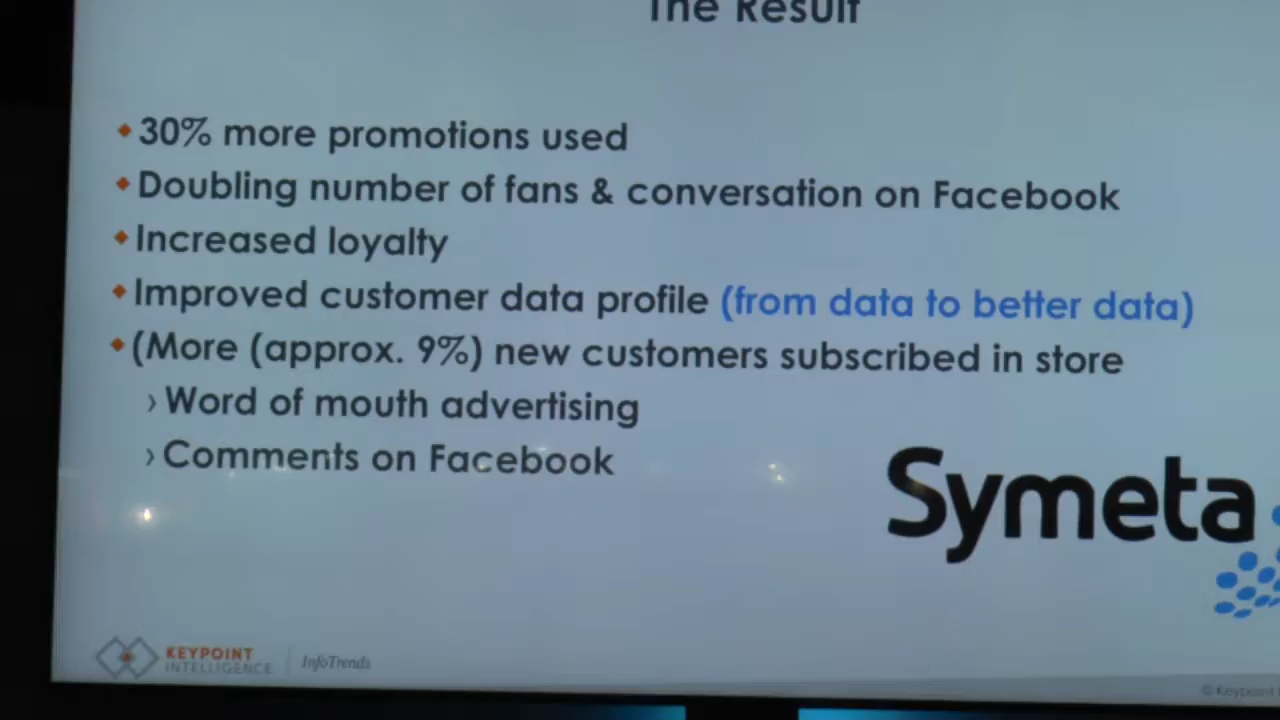 The Result
30% more promotions used
Doubling number of fans & conversation on Facebook
Increased loyalty
Improved customer data profile (from data to better data)
(More (approx. 9%) new customers subscribed in store
› Word of mouth advertising
› Comments on Facebook
Symeta
KEYPOINT
INTELLIGENCE
InfoTrends
© Keypoint